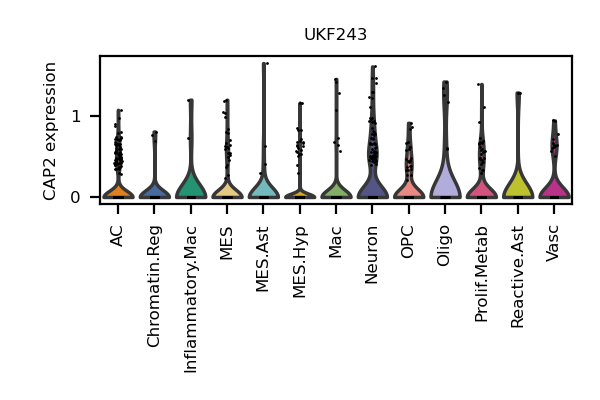 UKF243
CAP2 expression
1
0
AC
Chromatin.Reg
Inflammatory.Mac
MES
MES.Ast
MES.Hyp
Mac
Neuron
OPC
Oligo
Prolif.Metab
Reactive.Ast
Vasc